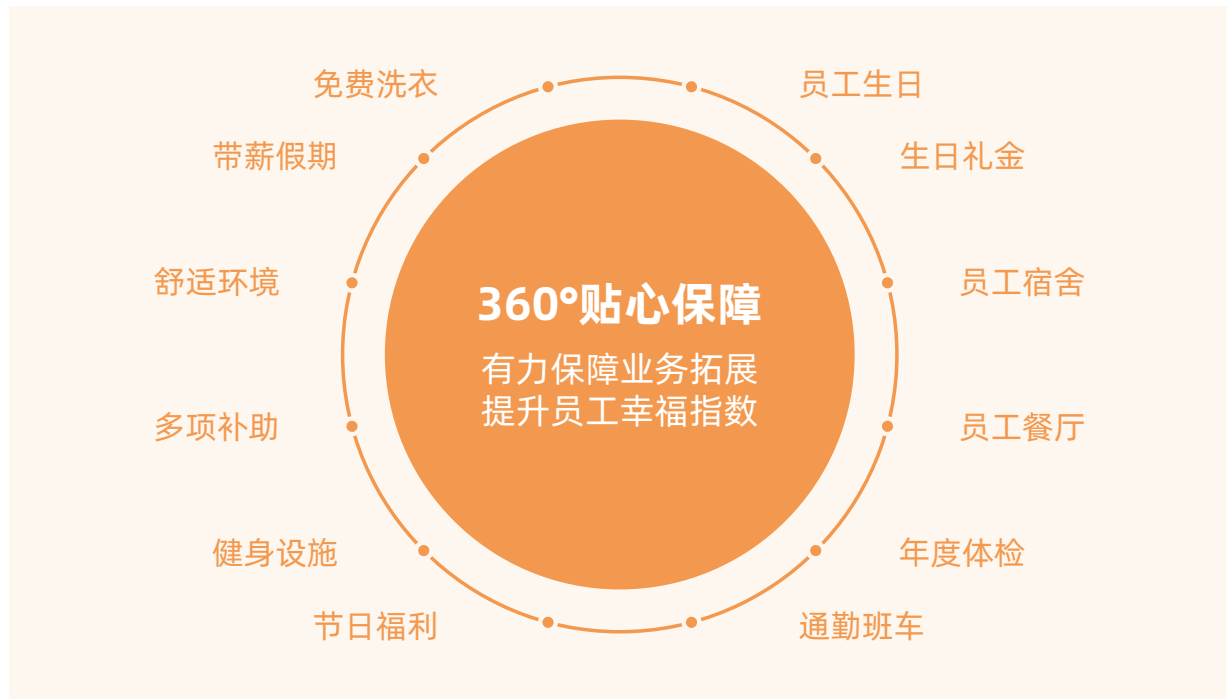 360°贴心保障
有力保障业务拓展
提升员工幸福指数
员工生日
生日礼金
员工宿舍
员工餐厅
年度体检
通勤班车
节日福利
健身设施
多项补助
舒适环境
带薪假期
免费洗衣